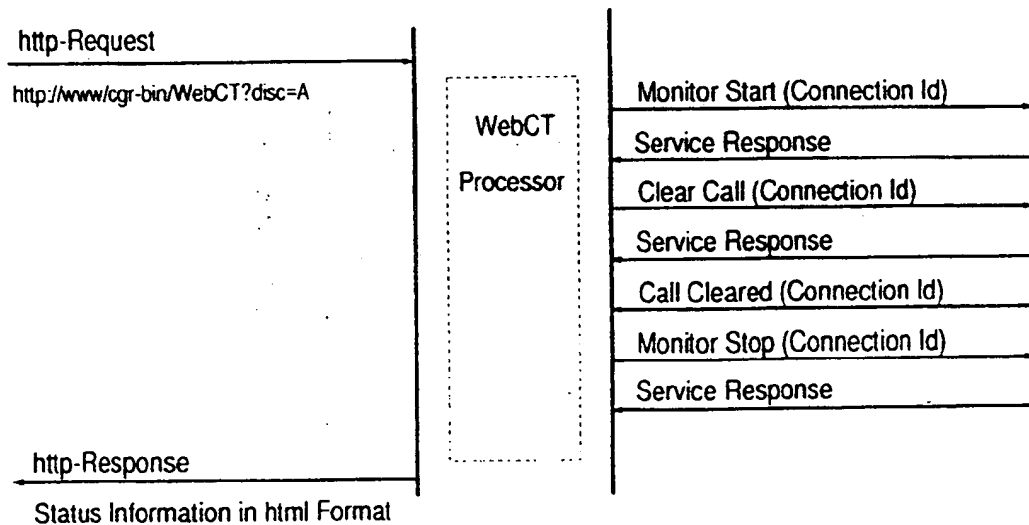 http-Request
http://www/cgr-bin/WebCT?disc=A
WebCT
Processor
Monitor Start (Connection Id)
Service Response
Clear Call (Connection Id)
Service Response
Call Cleared (Connection Id)
Monitor Stop (Connection Id)
Service Response
http-Response
Status Information in html Format